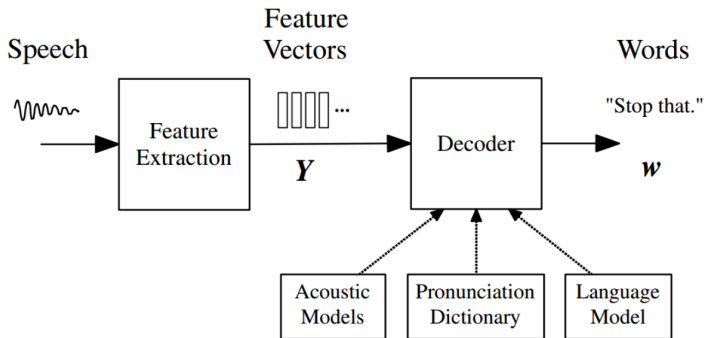 Speech
Feature
Vectors
Words
...
"Stop that."
Feature
Extraction
Y
Decoder
w
Acoustic
Models
Pronunciation
Dictionary
Language
Model